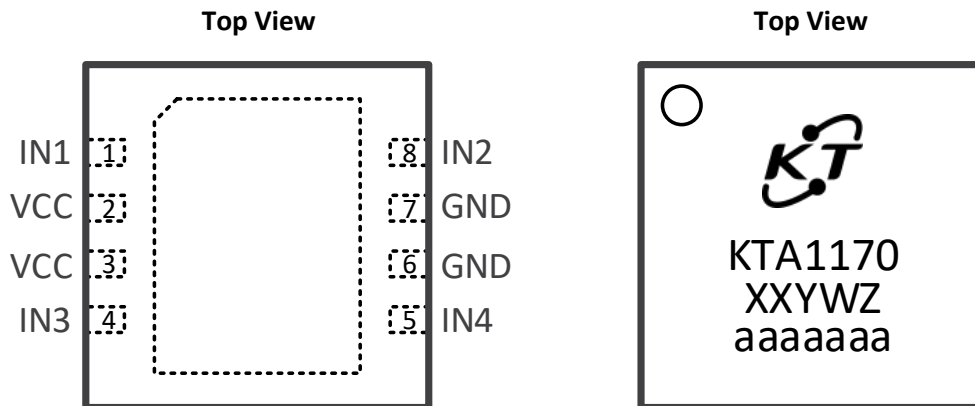 Top View
IN1 1 8 IN2
VCC 2 7 GND
VCC 3 6 GND
IN3 4 5 IN4
Top View
KT
KTA1170
XXYWZ
aaaaaaa